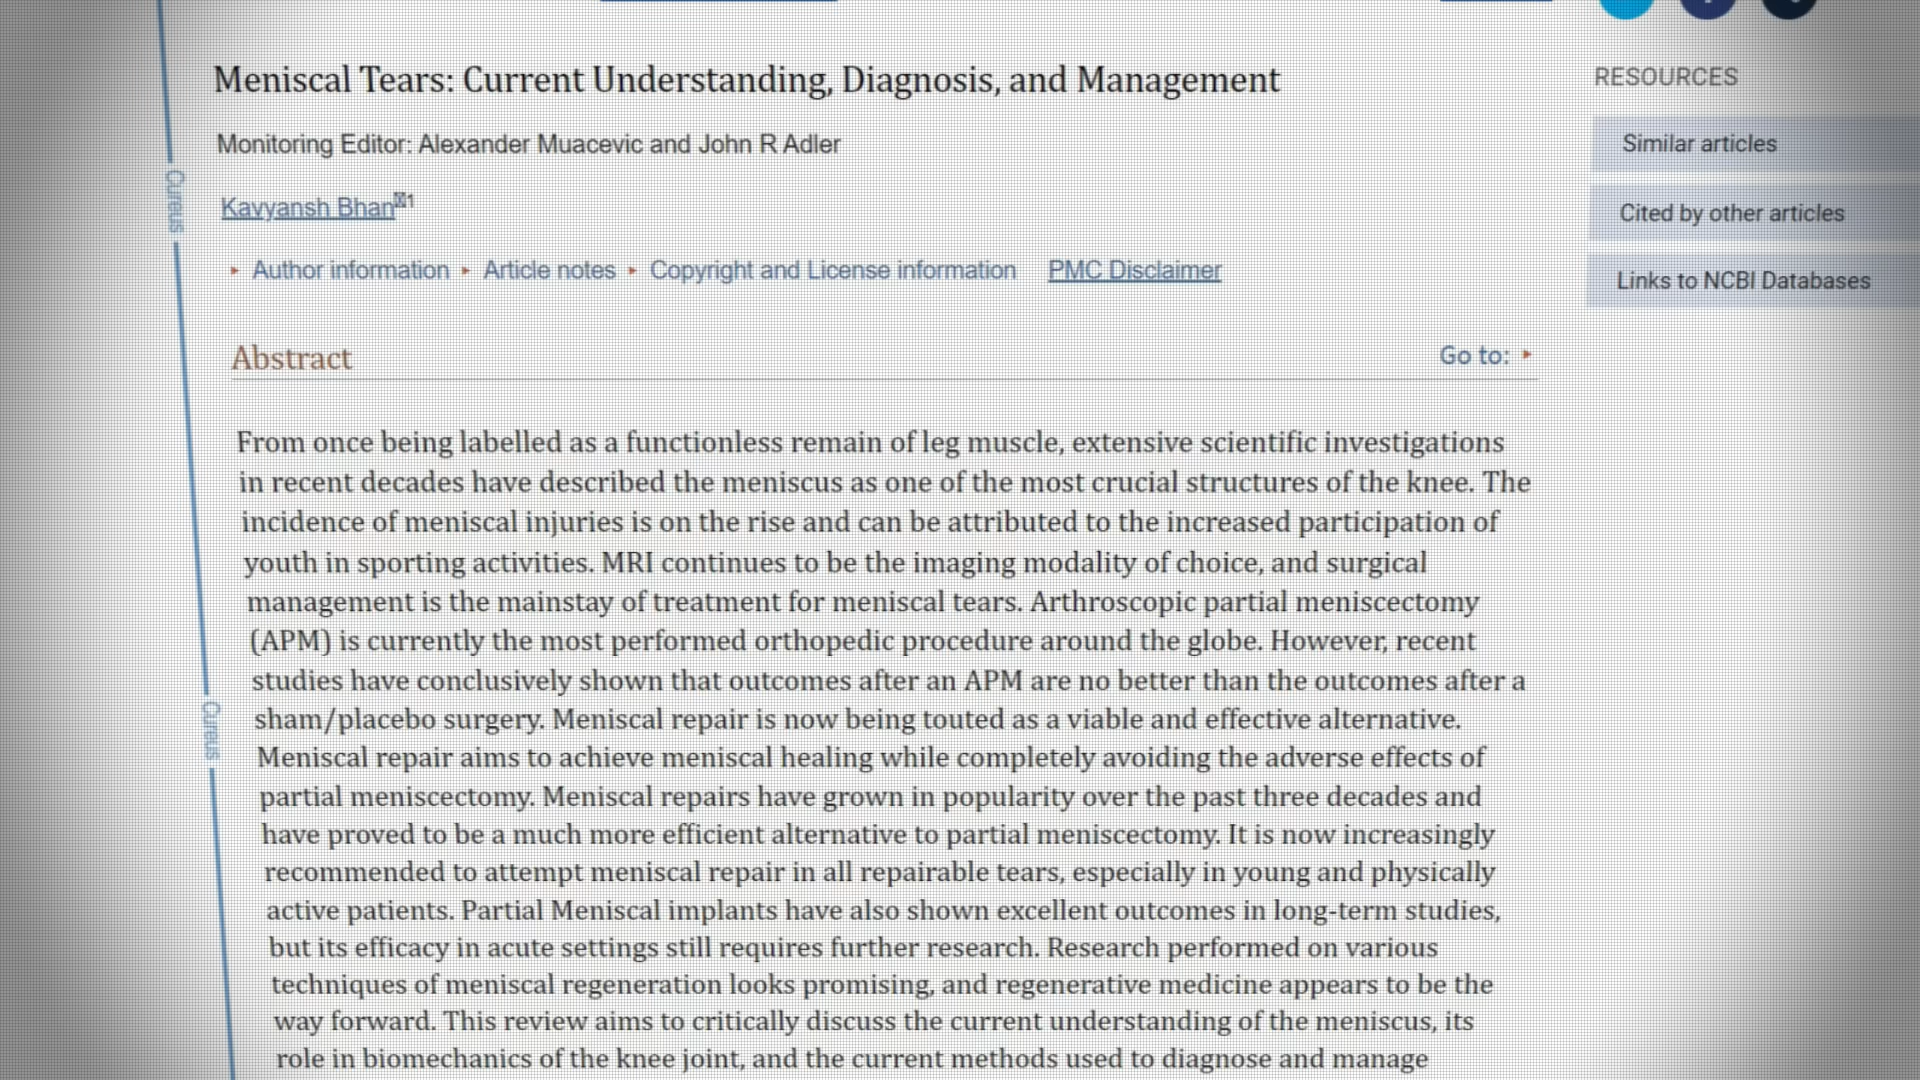 Meniscal Tears: Current Understanding, Diagnosis, and Management
Monitoring Editor: Alexander Muacevic and John R Adler
Kavyansh Bhan 1
Author information Article notes Copyright and License information PMC Disclaimer
Abstract
Go to:
From once being labelled as a functionless remain of leg muscle, extensive scientific investigations
in recent decades have described the meniscus as one of the most crucial structures of the knee. The
incidence of meniscal injuries is on the rise and can be attributed to the increased participation of
youth in sporting activities. MRI continues to be the imaging modality of choice, and surgical
management is the mainstay of treatment for meniscal tears. Arthroscopic partial meniscectomy
(APM) is currently the most performed orthopedic procedure around the globe. However, recent
studies have conclusively shown that outcomes after an APM are no better than the outcomes after a
sham/placebo surgery. Meniscal repair is now being touted as a viable and effective alternative.
Meniscal repair aims to achieve meniscal healing while completely avoiding the adverse effects of
partial meniscectomy. Meniscal repairs have grown in popularity over the past three decades and
have proved to be a much more efficient alternative to partial meniscectomy. It is now increasingly
recommended to attempt meniscal repair in all repairable tears, especially in young and physically
active patients. Partial Meniscal implants have also shown excellent outcomes in long-term studies,
but its efficacy in acute settings still requires further research. Research performed on various
techniques of meniscal regeneration looks promising, and regenerative medicine appears to be the
way forward. This review aims to critically discuss the current understanding of the meniscus, its
role in biomechanics of the knee joint, and the current methods used to diagnose and manage
RESOURCES
Similar articles
Cited by other articles
Links to NCBI Databases
Cureus
Cureus